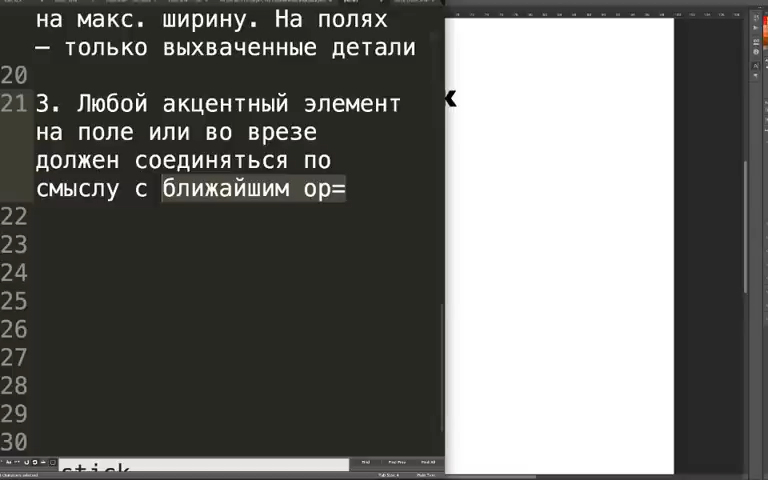 на макс. ширину. На полях
— только выхваченные детали
20
21 3. Любой акцентный элемент
на поле или во врезе
должен соединяться по
смыслу с ближайшим ор=
22
23
24
25
26
27
28
29
30
stick